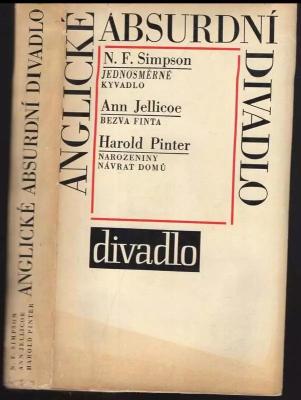 ANGLICKÉ
ABSURDNÍ
DIVADLO
N. F. Simpson
JEDNOSMĚRNÉ
KYVADLO
Ann Jellicoe
BEZVA FINTA
Harold Pinter
NAROZENINY
NÁVRAT DOMŮ
divadlo
N. F. SIMPSON
ANN JELLICOE
HAROLD PINTER
ANGLICKÉ ABSURDNÍ DIVADLO